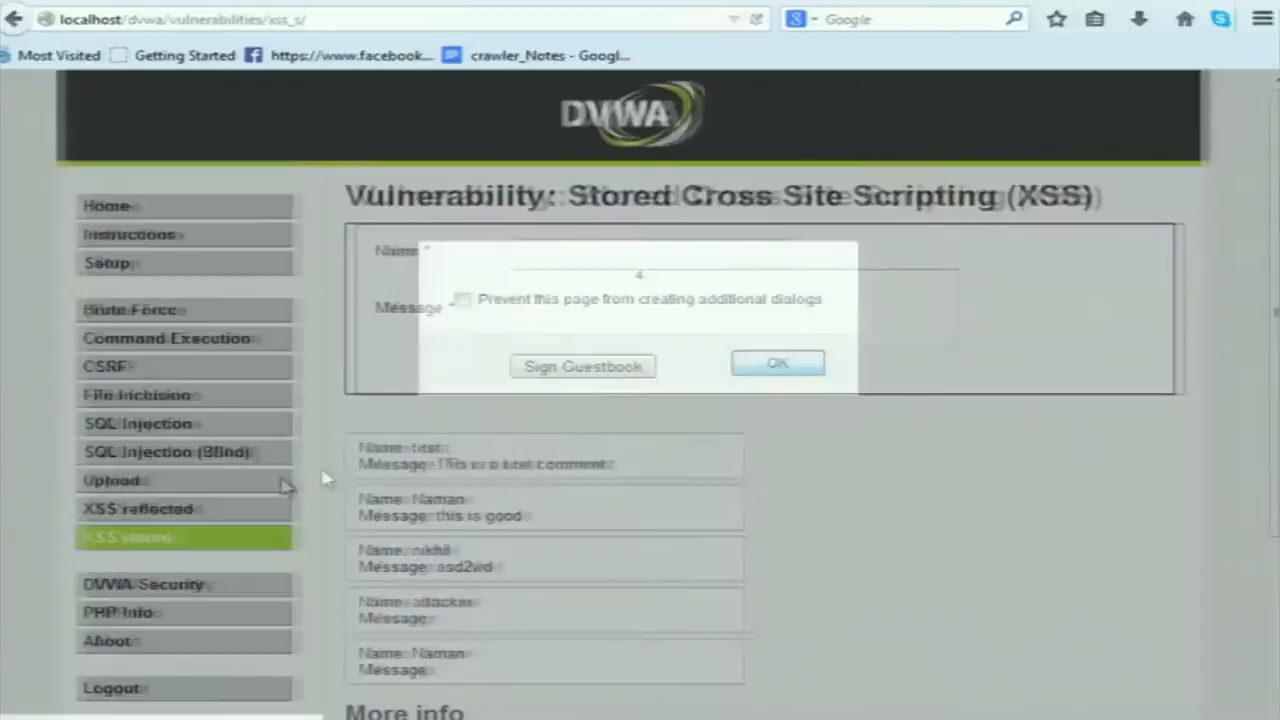 localhost/dvwa/vulnerabilities/xss_s/
Google
Most Visited
Getting Started
https://www.facebook...
crawler_Notes - Googl...
DVWA
Vulnerability: Stored Cross Site Scripting (XSS)
Home
Instructions
Setup
Brute Force
Command Execution
CSRF
File Inclusion
SQL Injection
SQL Injection (Blind)
Upload
XSS reflected
XSS stored
DVWA Security
PHP Info
About
Logout
Name *
Message *
4
Prevent this page from creating additional dialogs
Sign Guestbook
OK
Name: test
Message: This is a test comment.
Name: Naman
Message: this is good
Name: nikhil
Message: asd2wd
Name: attacker
Message:
Name: Naman
Message:
More info